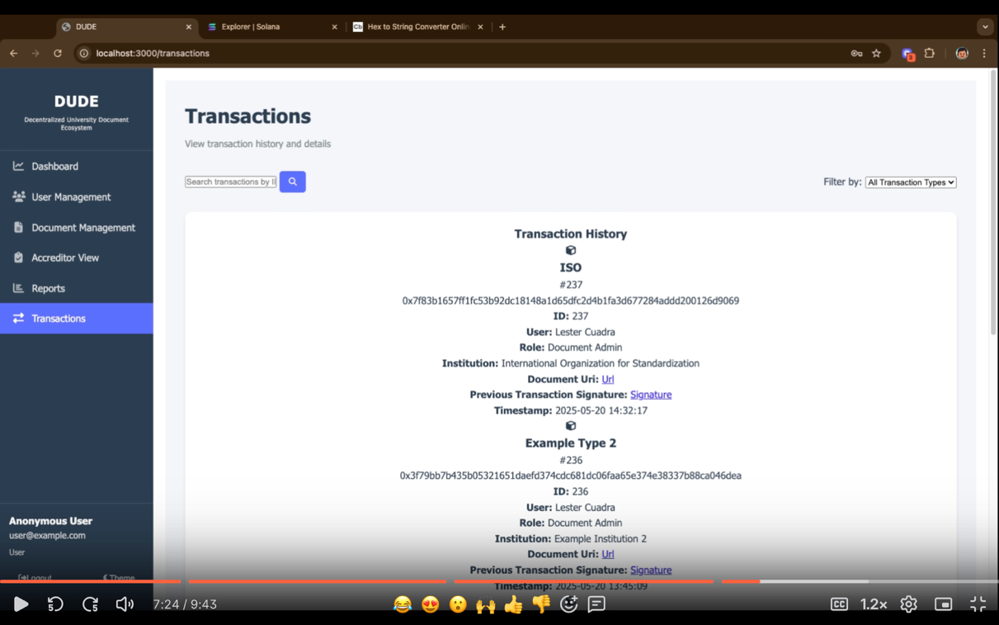 DUDE
Explorer | Solana
Hex to String Converter Onlin
localhost:3000/transactions
3
DUDE
Decentralized University Document
Ecosystem
Dashboard
User Management
Document Management
Accreditor View
Reports
Transactions
Anonymous User
user@example.com
User
Logout
Theme
Transactions
View transaction history and details
Search transactions by I
Filter by: All Transaction Types
Transaction History
ISO
#237
0x7f83b1657ff1fc53b92dc18148a1d65dfc2d4b1fa3d677284addd200126d9069
ID: 237
User: Lester Cuadra
Role: Document Admin
Institution: International Organization for Standardization
Document Uri: Url
Previous Transaction Signature: Signature
Timestamp: 2025-05-20 14:32:17
Example Type 2
#236
0x3f79bb7b435b05321651daefd374cdc681dc06faa65e374e38337b88ca046dea
ID: 236
User: Lester Cuadra
Role: Document Admin
Institution: Example Institution 2
Document Uri: Url
Previous Transaction Signature: Signature
Timestamp: 2025-05-20 13:45:09
5
5
7:24 / 9:43
CC
1.2×